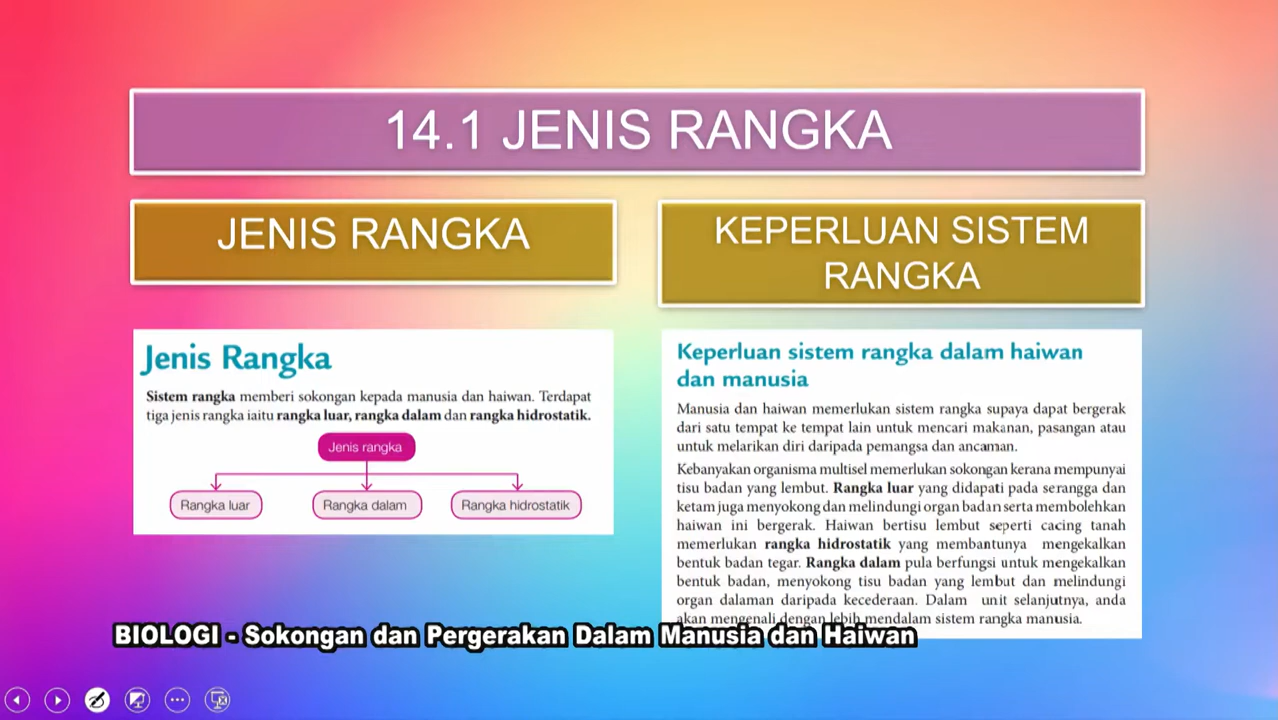 14.1 JENIS RANGKA
JENIS RANGKA
Jenis Rangka
Sistem rangka memberi sokongan kepada manusia dan haiwan. Terdapat
tiga jenis rangka iaitu rangka luar, rangka dalam dan rangka hidrostatik.
Jenis rangka
Rangka luar
Rangka dalam
Rangka hidrostatik
KEPERLUAN SISTEM
RANGKA
Keperluan sistem rangka dalam haiwan
dan manusia
Manusia dan haiwan memerlukan sistem rangka supaya dapat bergerak
dari satu tempat ke tempat lain untuk mencari makanan, pasangan atau
untuk melarikan diri daripada pemangsa dan ancaman.
Kebanyakan organisma multisel memerlukan sokongan kerana mempunyai
tisu badan yang lembut. Rangka luar yang didapati pada serangga dan
ketam juga menyokong dan melindungi organ badan serta membolehkan
haiwan ini bergerak. Haiwan bertisu lembut seperti cacing tanah
memerlukan rangka hidrostatik yang membantunya mengekalkan
bentuk badan tegar. Rangka dalam pula berfungsi untuk mengekalkan
bentuk badan, menyokong tisu badan yang lembut dan melindungi
organ dalaman daripada kecederaan. Dalam unit selanjutnya, anda
akan mengenali dengan lebih mendalam sistem rangka manusia.
BIOLOGI - Sokongan dan Pergerakan Dalam Manusia dan Haiwan